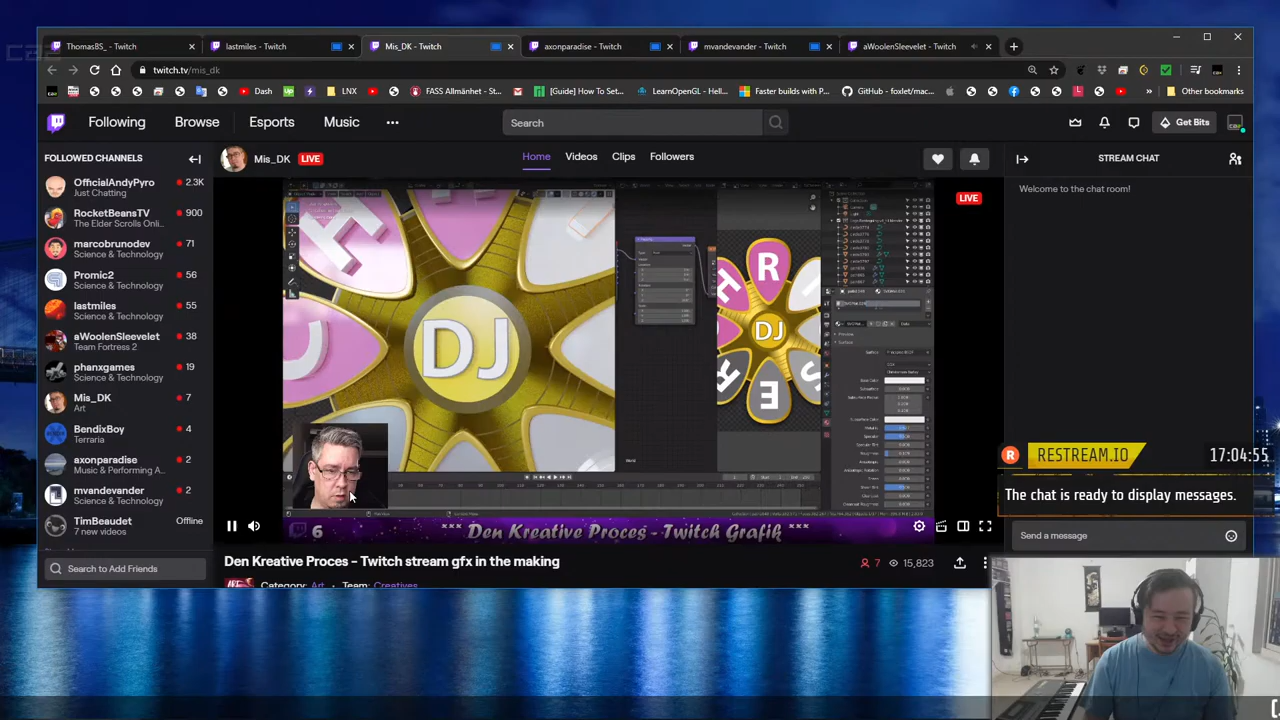 ThomasBS_ - Twitch
lastmiles - Twitch
Mis_DK - Twitch
axonparadise - Twitch
mvandevander - Twitch
aWoolenSleevelet - Twitch
twitch.tv/mis_dk
Dash
Up
LNX
FASS Allmänhet - St...
[Guide] How To Set...
LearnOpenGL - Hell...
Faster builds with P...
GitHub - foxlet/mac...
Other bookmarks
Following
Browse
Esports
Music
Search
Get Bits
FOLLOWED CHANNELS
Mis_DK
LIVE
Home
Videos
Clips
Followers
STREAM CHAT
OfficialAndyPyro
2.3K
Just Chatting
RocketBeansTV
900
The Elder Scrolls Onl...
marcobrunodev
71
Science & Technology
Promic2
56
Science & Technology
lastmiles
55
Science & Technology
aWoolenSleevelet
38
Team Fortress 2
phanxgames
Science & Technology
Mis_DK
Art
BendixBoy
Terraria
axonparadise
Music & Performing A...
mvandevander
2
Science & Technology
TimBeaudet
Offline
7 new videos
Search to Add Friends
LIVE
DJ
R
DJ
E
6
*** Den Kreative Proces - Twitch Grafik ***
Den Kreative Proces - Twitch stream gfx in the making
7
15,823
Category: Art · Team: Creatives
Welcome to the chat room!
R
RESTREAM.IO
17:04:55
The chat is ready to display messages.
Send a message